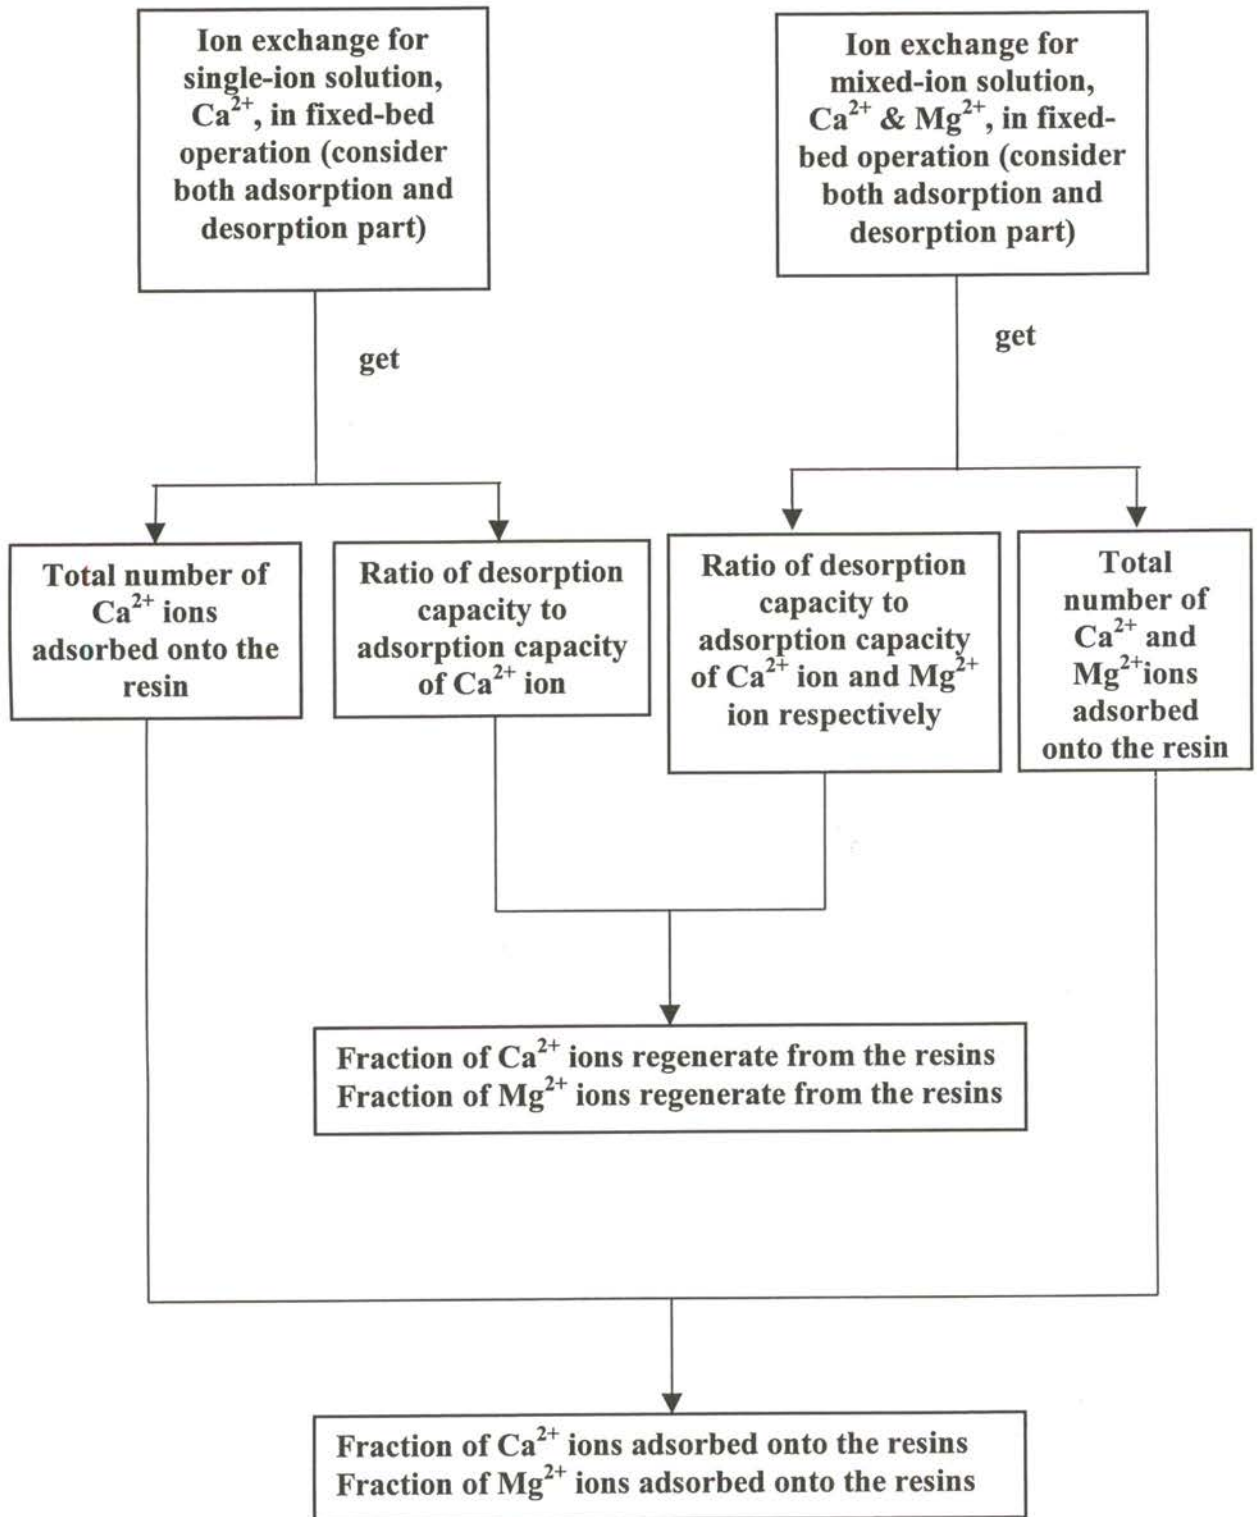 Ion exchange for
single-ion solution,
Ca²⁺, in fixed-bed
operation (consider
both adsorption and
desorption part)
Ion exchange for
mixed-ion solution,
Ca²⁺ & Mg²⁺, in fixed-
bed operation (consider
both adsorption and
desorption part)
get
get
Total number of
Ca²⁺ ions
adsorbed onto the
resin
Ratio of desorption
capacity to
adsorption capacity
of Ca²⁺ ion
Ratio of desorption
capacity to
adsorption capacity
of Ca²⁺ ion and Mg²⁺
ion respectively
Total
number of
Ca²⁺ and
Mg²⁺ions
adsorbed
onto the resin
Fraction of Ca²⁺ ions regenerate from the resins
Fraction of Mg²⁺ ions regenerate from the resins
Fraction of Ca²⁺ ions adsorbed onto the resins
Fraction of Mg²⁺ ions adsorbed onto the resins